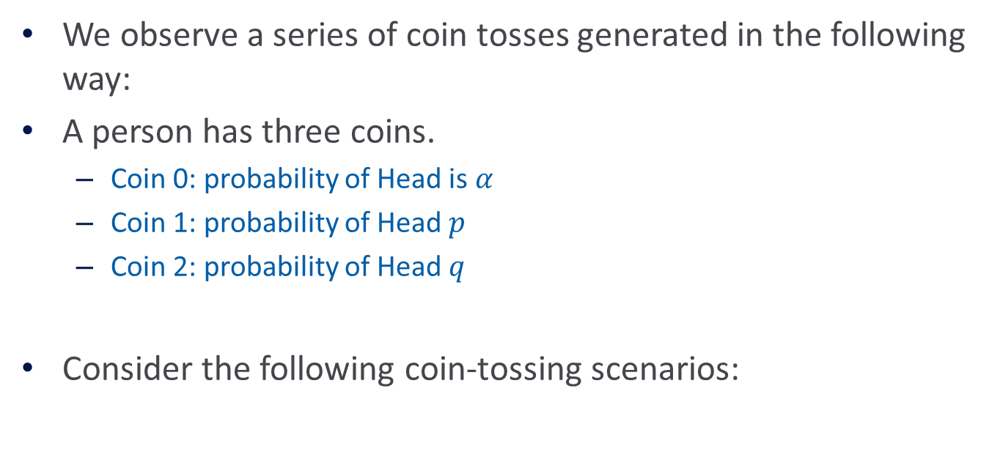 • We observe a series of coin tosses generated in the following
way:
• A person has three coins.
– Coin 0: probability of Head is α
– Coin 1: probability of Head p
– Coin 2: probability of Head q
• Consider the following coin-tossing scenarios: